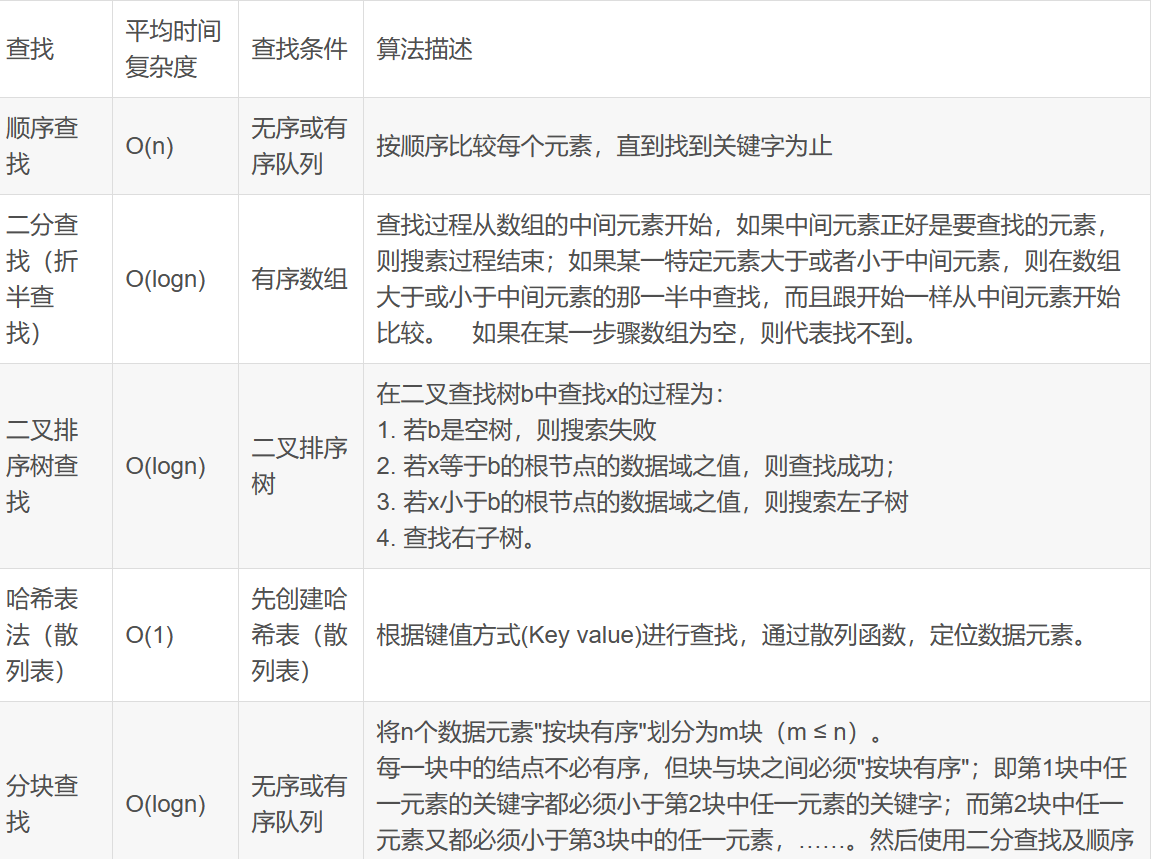 查找
平均时间
复杂度
查找条件
算法描述
顺序查
找
O(n)
无序或有
序队列
按顺序比较每个元素，直到找到关键字为止
二分查
找（折
半查
找）
O(logn)
有序数组
查找过程从数组的中间元素开始，如果中间元素正好是要查找的元素，
则搜素过程结束；如果某一特定元素大于或者小于中间元素，则在数组
大于或小于中间元素的那一半中查找，而且跟开始一样从中间元素开始
比较。 如果在某一步骤数组为空，则代表找不到。
二叉排
序树查
找
O(logn)
二叉排序
树
在二叉查找树b中查找x的过程为：
1. 若b是空树，则搜索失败
2. 若x等于b的根节点的数据域之值，则查找成功；
3. 若x小于b的根节点的数据域之值，则搜索左子树
4. 查找右子树。
哈希表
法（散
列表）
O(1)
先创建哈
希表（散
列表）
根据键值方式(Key value)进行查找，通过散列函数，定位数据元素。
分块查
找
O(logn)
无序或有
序队列
将n个数据元素"按块有序"划分为m块（m ≤ n）。
每一块中的结点不必有序，但块与块之间必须"按块有序"；即第1块中任
一元素的关键字都必须小于第2块中任一元素的关键字；而第2块中任一
元素又都必须小于第3块中的任一元素，……。然后使用二分查找及顺序